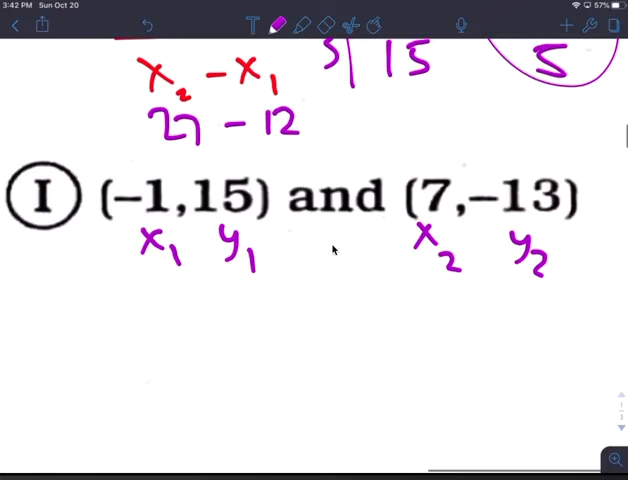 3:42 PM Sun Oct 20 57%
5 15 5
x₂ - x₁
27 - 12
I (-1,15) and (7,-13)
x₁ y₁ x₂ y₂